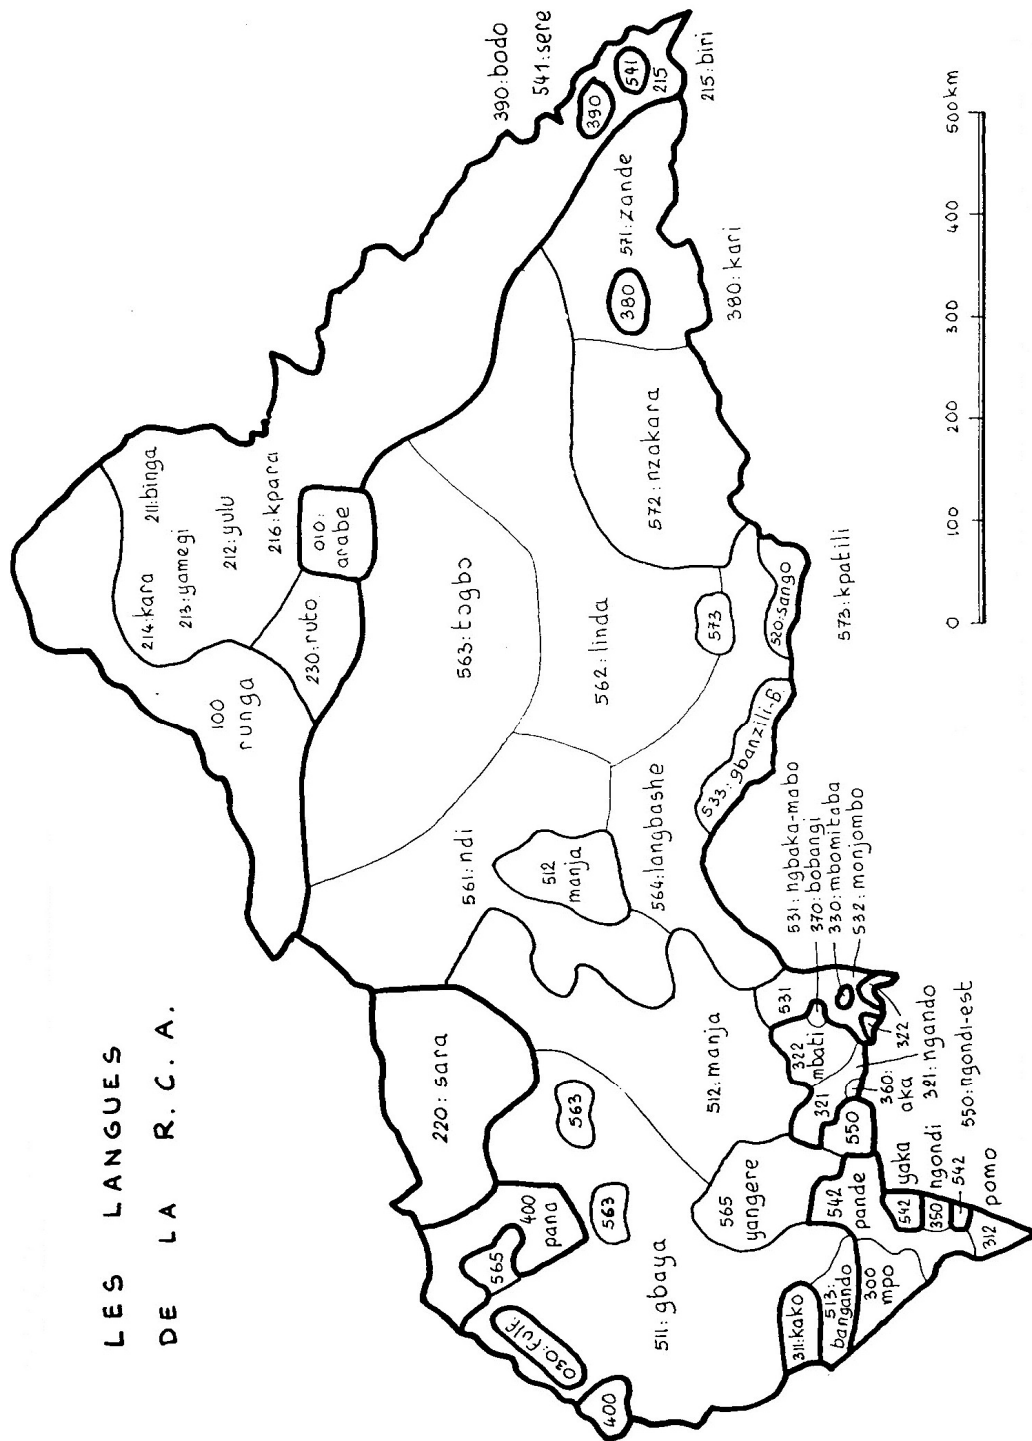 LES LANGUES
DE LA R.C.A.
390:bodo
541:sere
390
541
215
215:biri
571:zande
380
380:kari
572:nzakara
211:binga
214:kara
213:yamegi
212:yulu
216:kpara
010:
arabe
230:ruto
100
runga
563:tɔgbɔ
562:linda
573
520:sango
573:kpatili
533:gbanzili-B.
561:ndi
512
manja
564:langbashe
531:ngbaka-mabo
370:bobangi
330:mbomitaba
532:monjombo
220:sara
563
512:manja
531
322
mbati
322
321
360:
aka
321:ngando
550
550:ngondi-est
400
pana
565
563
565
yangere
542
pande
542
yaka
350
ngondi
542
312
pomo
511:gbaya
030:fulf.
400
311:kako
513:
bangando
300
mpo
0 100 200 300 400 500 km